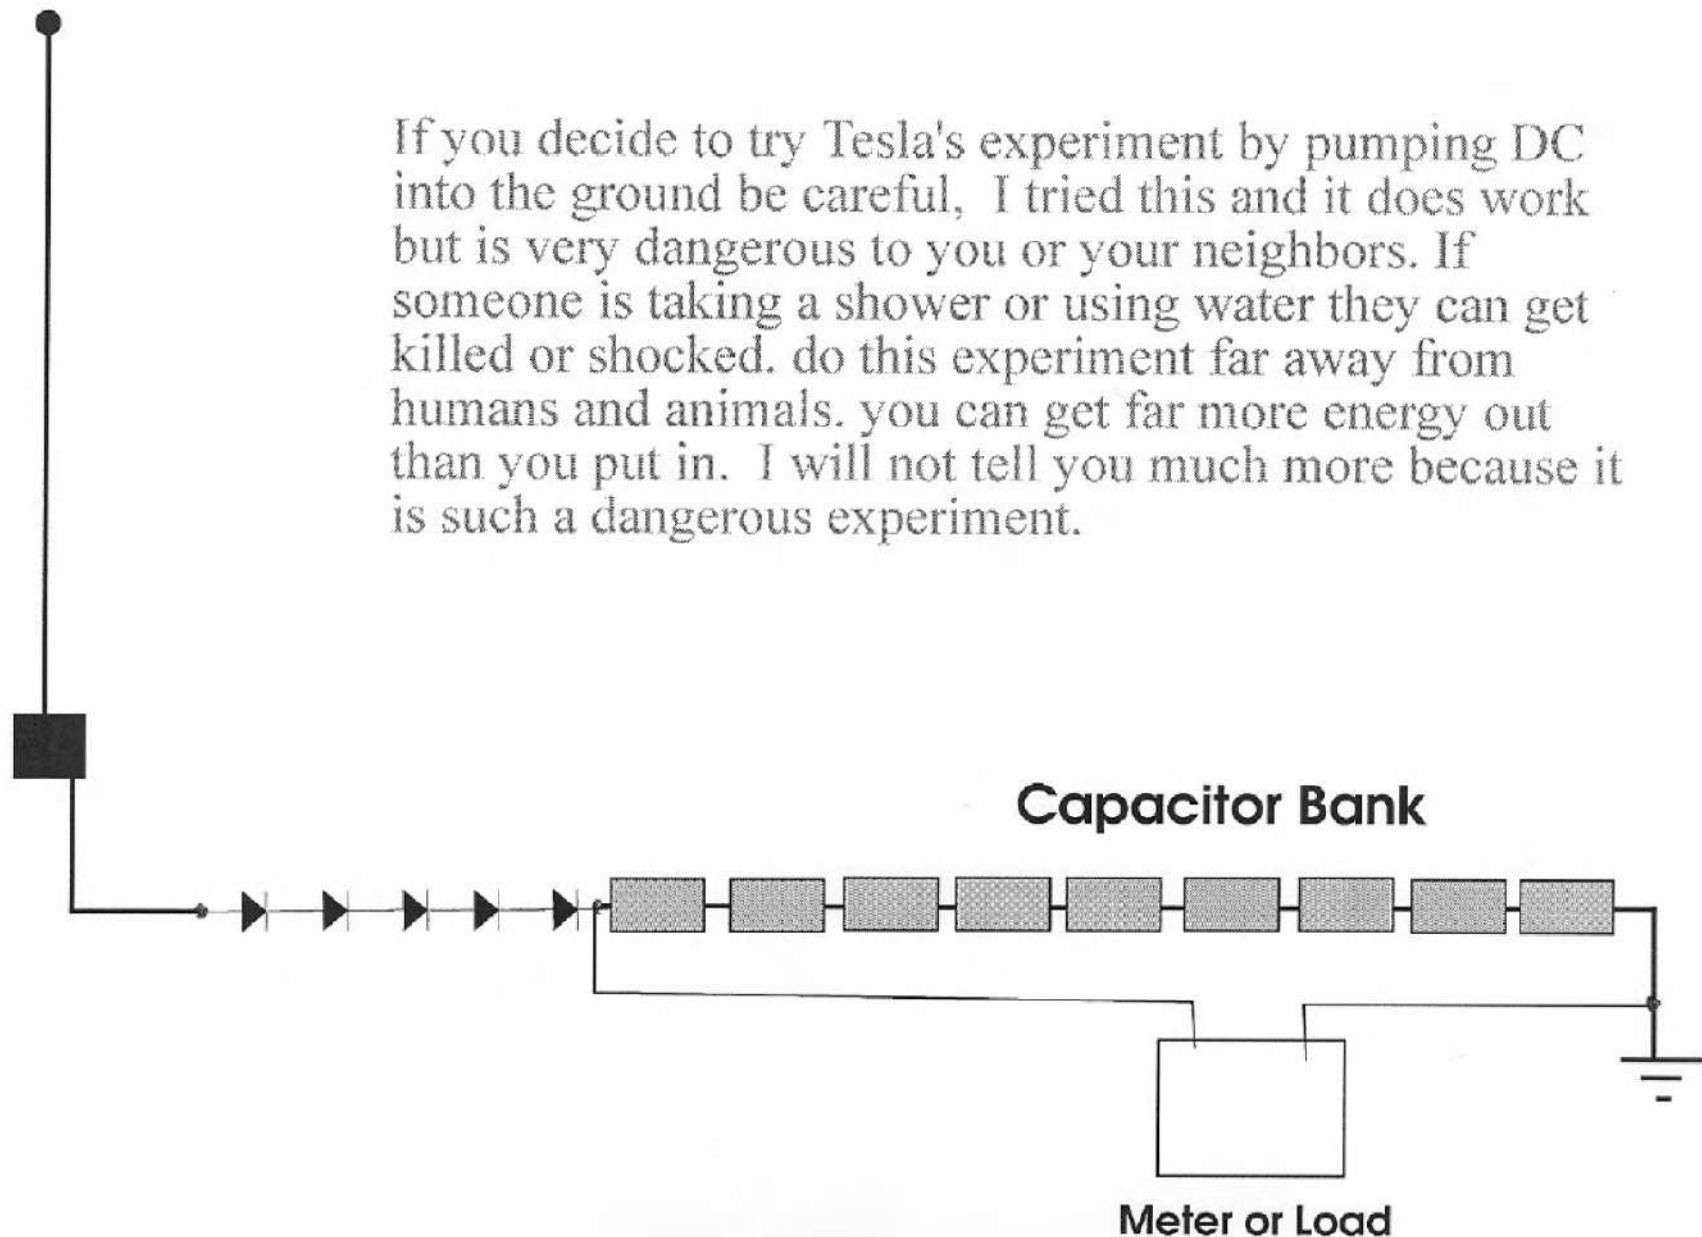 If you decide to try Tesla's experiment by pumping DC
into the ground be careful, I tried this and it does work
but is very dangerous to you or your neighbors. If
someone is taking a shower or using water they can get
killed or shocked. do this experiment far away from
humans and animals. you can get far more energy out
than you put in. I will not tell you much more because it
is such a dangerous experiment.
Capacitor Bank
Meter or Load